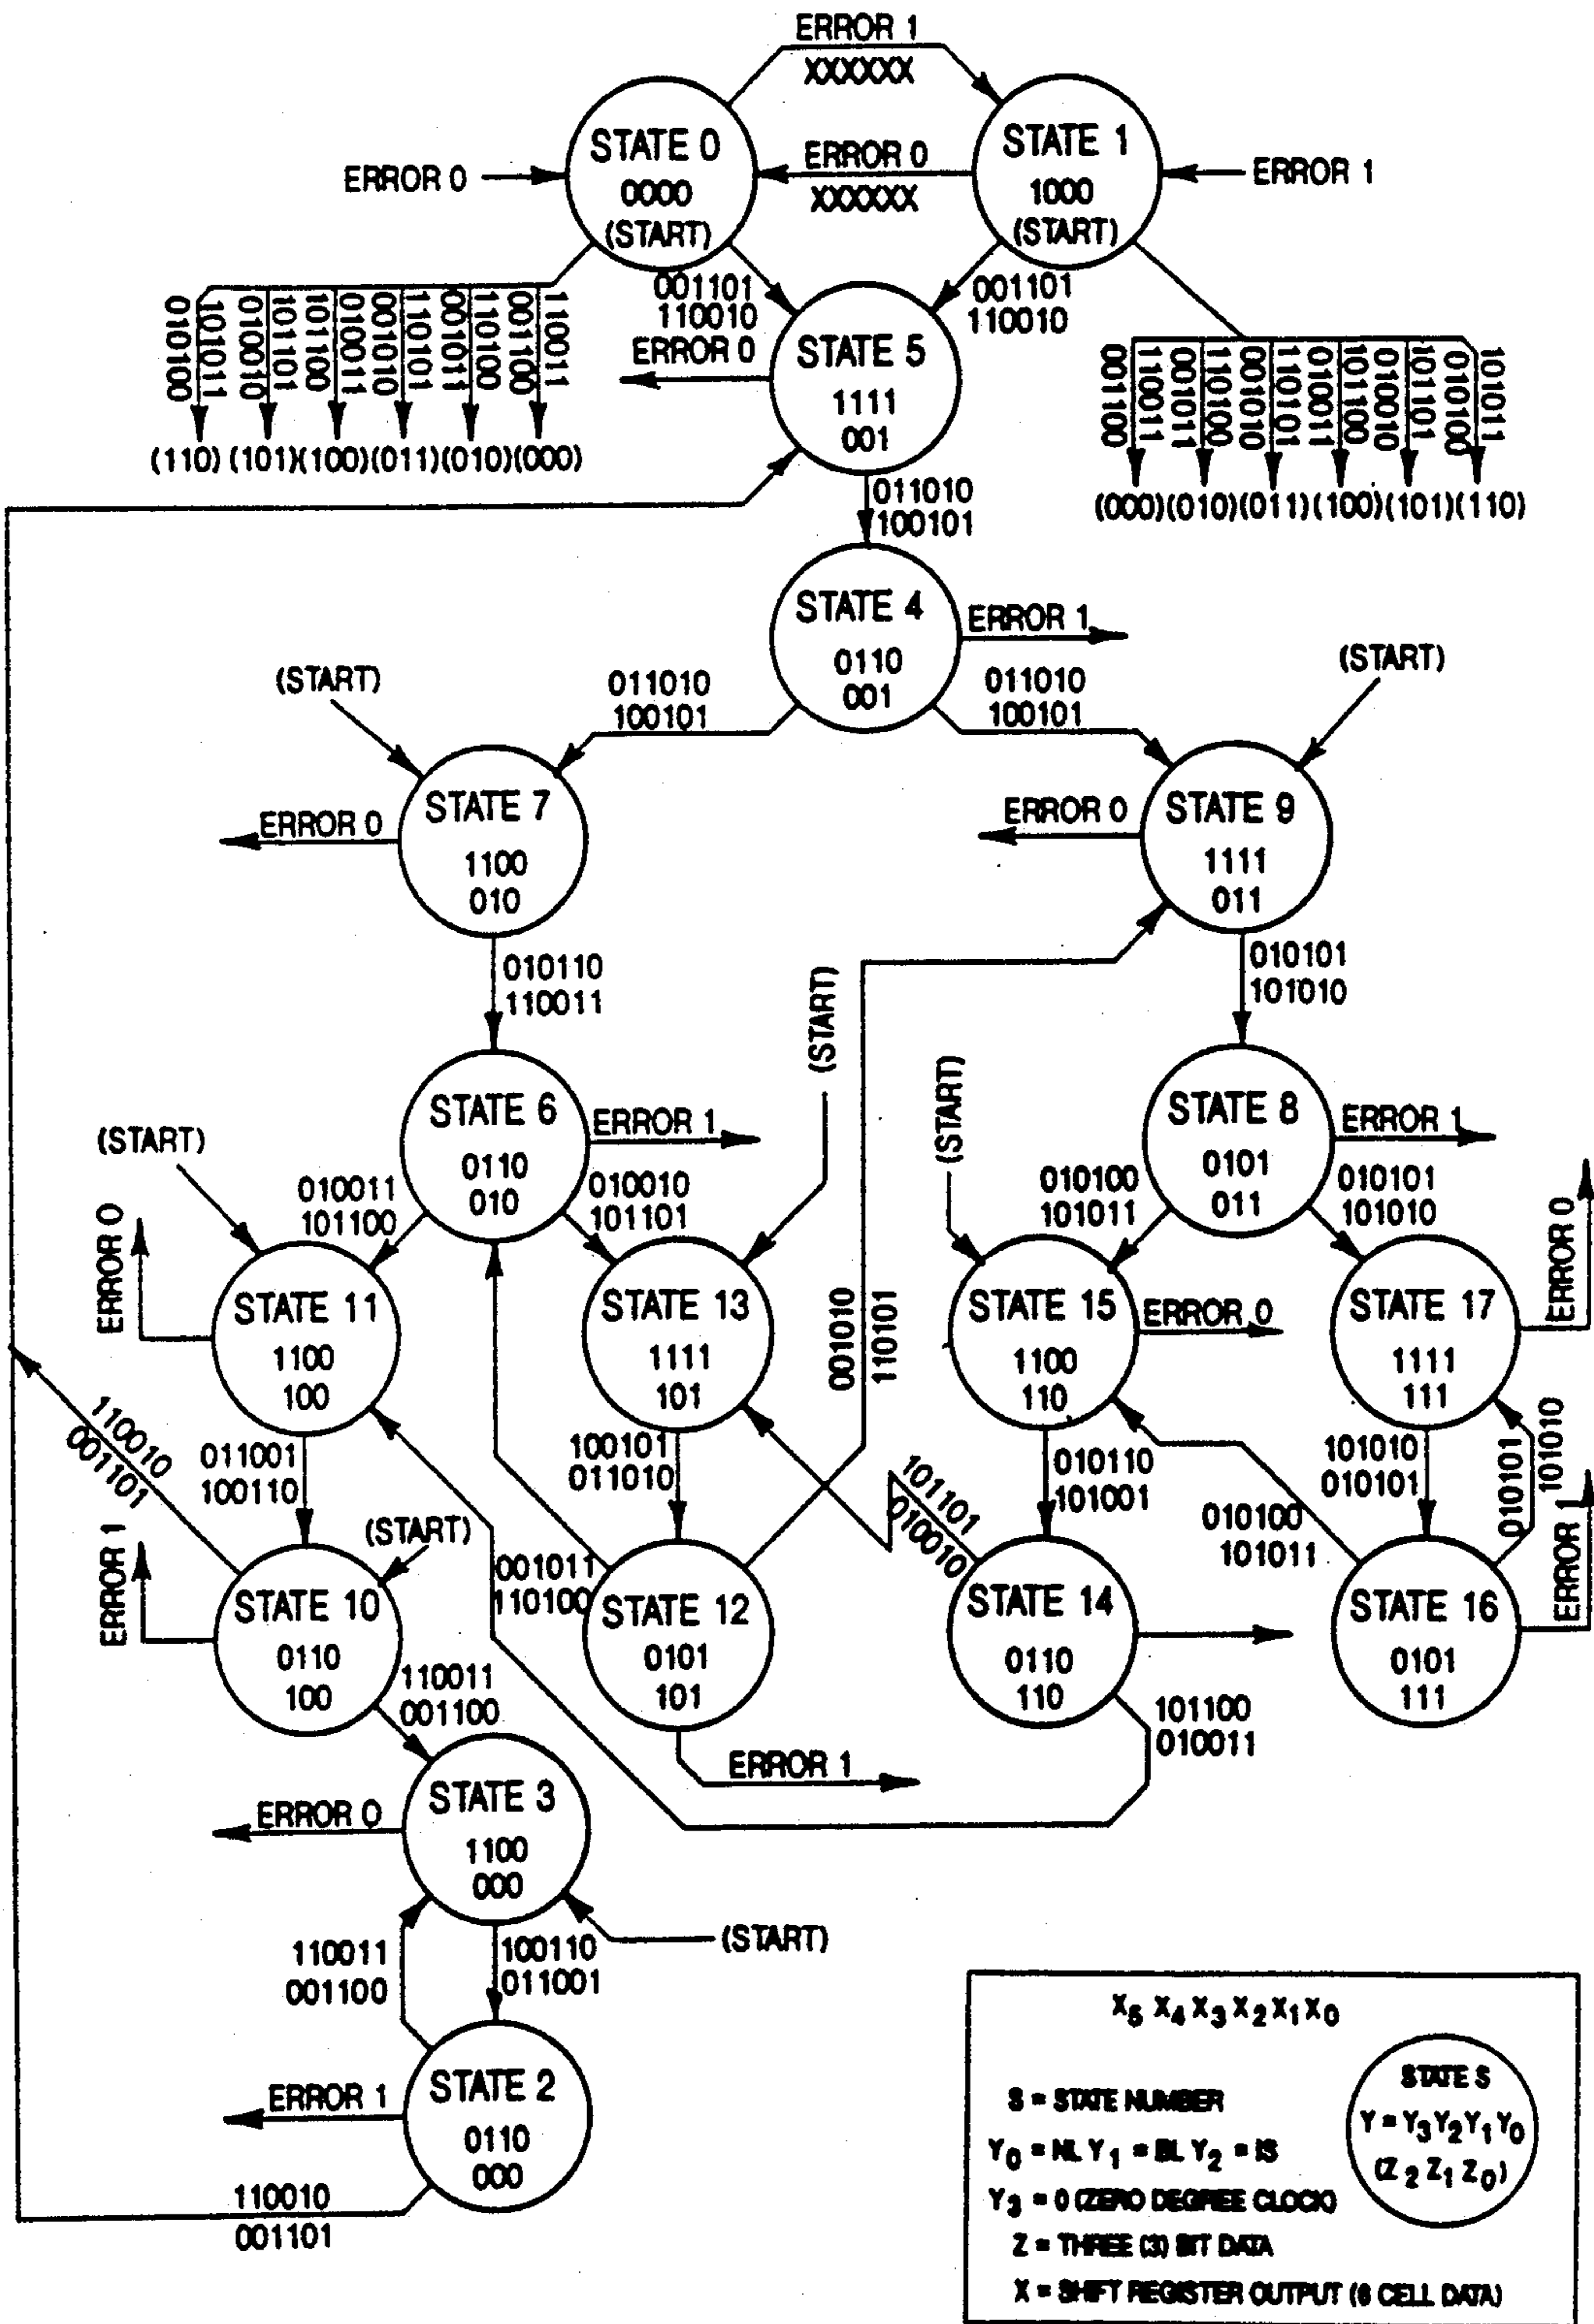 ERROR 1
XXXXXX
STATE 0
0000
(START)
ERROR 0
XXXXXX
STATE 1
1000
(START)
ERROR 0
ERROR 1
001101
110010
001101
110010
010100
101011
010010
101101
101100
010011
001010
110101
001011
110100
001100
110011
(110)(101)(100)(011)(010)(000)
ERROR 0
STATE 5
1111
001
001100
110011
001011
110100
001010
110101
010011
101100
010010
101101
010100
101011
(000)(010)(011)(100)(101)(110)
011010
100101
STATE 4
0110
001
ERROR 1
(START)
011010
100101
011010
100101
(START)
STATE 7
1100
010
ERROR 0
STATE 9
1111
011
ERROR 0
010110
110011
010101
101010
(START)
STATE 6
0110
010
ERROR 1
(START)
STATE 8
0101
011
ERROR 1
(START)
010011
101100
010010
101101
010100
101011
010101
101010
ERROR 0
STATE 11
1100
100
STATE 13
1111
101
001010
110101
STATE 15
1100
110
ERROR 0
STATE 17
1111
111
ERROR 0
110010
001101
011001
100110
100101
011010
101101
010010
010110
101001
010100
101011
101010
010101
010101
101010
(START)
ERROR 1
STATE 10
0110
100
001011
110100
STATE 12
0101
101
STATE 14
0110
110
STATE 16
0101
111
ERROR 1
110011
001100
ERROR 1
101100
010011
STATE 3
1100
000
ERROR 0
(START)
110011
001100
100110
011001
STATE 2
0110
000
ERROR 1
110010
001101
X5 X4 X3 X2 X1 X0
S = STATE NUMBER
Y0 = NL Y1 = BL Y2 = IS
Y3 = 0 (ZERO DEGREE CLOCK)
Z = THREE (3) BIT DATA
X = SHIFT REGISTER OUTPUT (6 CELL DATA)
STATE S
Y = Y3Y2Y1Y0
(Z2 Z1 Z0)